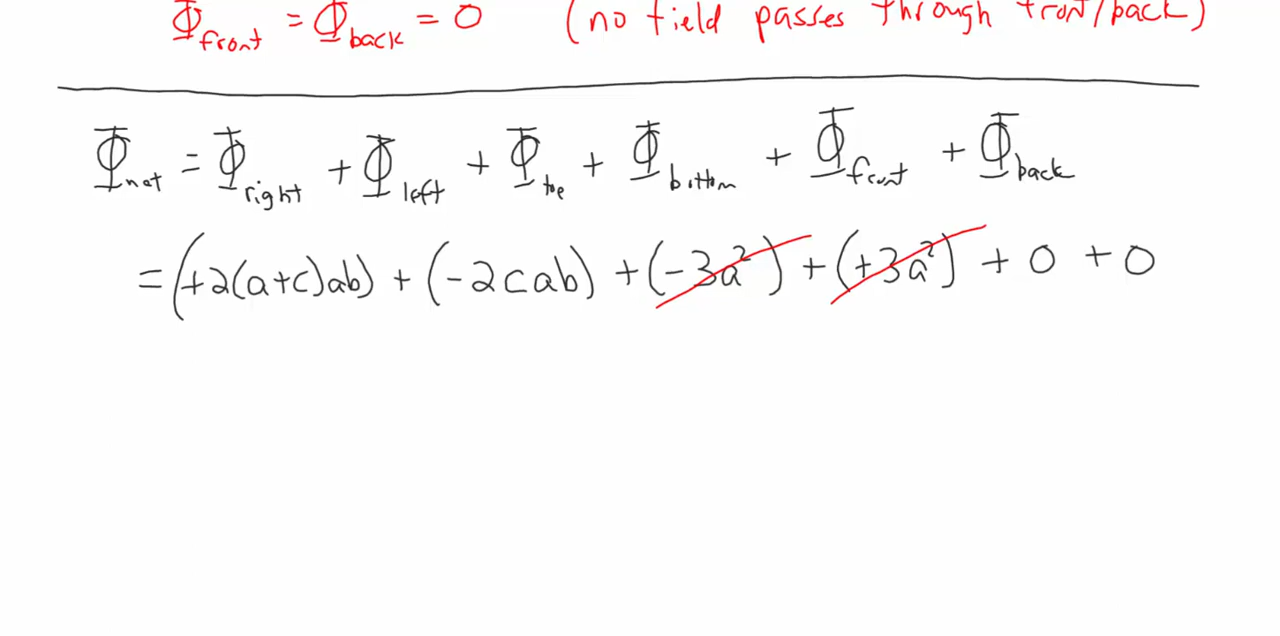 Φfront = Φback = 0 (no field passes through front/back)
Φnet = Φright + Φleft + Φtop + Φbottom + Φfront + Φback
= (+2(a+c)ab) + (-2cab) + (-3a²) + (+3a²) + 0 + 0